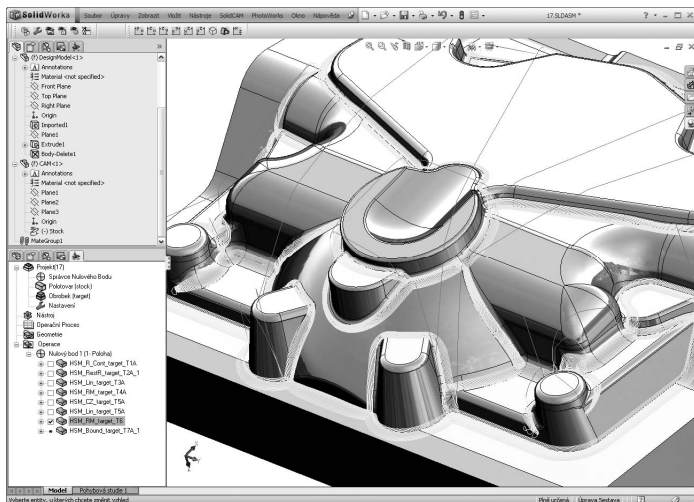 SolidWorks Soubor Úpravy Zobrazit Vložit Nástroje SolidCAM PhotoWorks Okno Nápověda 17.SLDASM *
(f) DesignModel<1>
Annotations
Material <not specified>
Front Plane
Top Plane
Right Plane
Origin
Imported1
Plane1
Extrude1
Body-Delete1
(f) CAM<1>
Annotations
Material <not specified>
Plane1
Plane2
Plane3
Origin
(-) Stock
MateGroup1
Projekt(17)
Správce Nulového Bodu
Polotovar (stock)
Obrobek (target)
Nastavení
Nástroj
Operační Proces
Geometrie
Operace
Nulový bod 1 (1- Poloha)
HSM_R_Cont_target_T1A
HSM_RestR_target_T2A_1
HSM_Lin_target_T3A
HSM_RM_target_T4A
HSM_CZ_target_T5A
HSM_Lin_target_T5A
HSM_RM_target_T6
HSM_Bound_target_T7A_1
Model Pohybová studie 1
Vyberte entity, u kterých chcete změnit vzhled Plně určená Úprava Sestava